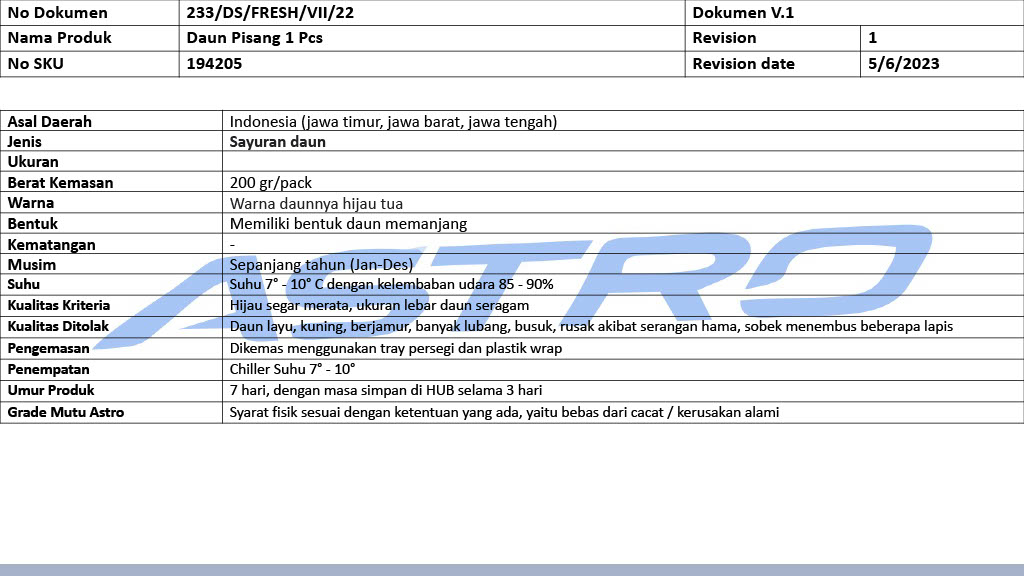 No Dokumen 233/DS/FRESH/VII/22 Dokumen V.1
Nama Produk Daun Pisang 1 Pcs Revision 1
No SKU 194205 Revision date 5/6/2023
Asal Daerah Indonesia (jawa timur, jawa barat, jawa tengah)
Jenis Sayuran daun
Ukuran
Berat Kemasan 200 gr/pack
Warna Warna daunnya hijau tua
Bentuk Memiliki bentuk daun memanjang
Kematangan -
Musim Sepanjang tahun (Jan-Des)
Suhu Suhu 7° - 10° C dengan kelembaban udara 85 - 90%
Kualitas Kriteria Hijau segar merata, ukuran lebar daun seragam
Kualitas Ditolak Daun layu, kuning, berjamur, banyak lubang, busuk, rusak akibat serangan hama, sobek menembus beberapa lapis
Pengemasan Dikemas menggunakan tray persegi dan plastik wrap
Penempatan Chiller Suhu 7° - 10°
Umur Produk 7 hari, dengan masa simpan di HUB selama 3 hari
Grade Mutu Astro Syarat fisik sesuai dengan ketentuan yang ada, yaitu bebas dari cacat / kerusakan alami
ASTRO